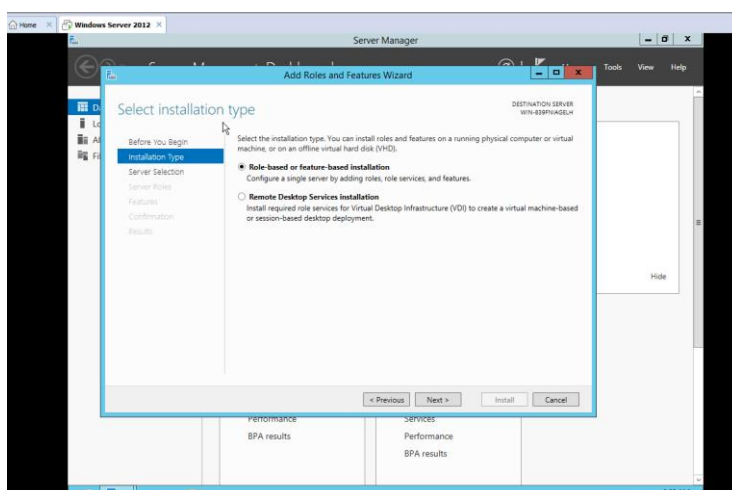 Home
Windows Server 2012
Server Manager
Tools View Help
Add Roles and Features Wizard
Select installation type
DESTINATION SERVER
WIN-839FNIAGELH
Before You Begin
Installation Type
Server Selection
Server Roles
Features
Confirmation
Results
Select the installation type. You can install roles and features on a running physical computer or virtual
machine, or on an offline virtual hard disk (VHD).
Role-based or feature-based installation
Configure a single server by adding roles, role services, and features.
Remote Desktop Services installation
Install required role services for Virtual Desktop Infrastructure (VDI) to create a virtual machine-based
or session-based desktop deployment.
Hide
< Previous Next > Install Cancel
Performance
BPA results
Services
Performance
BPA results